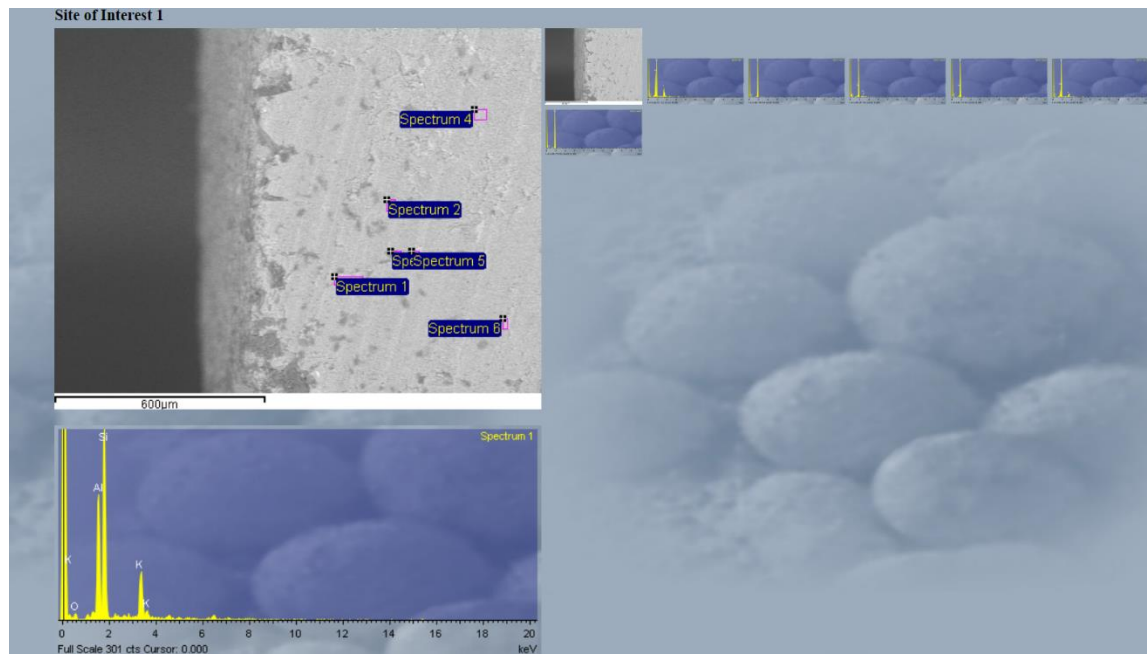 Site of Interest 1
Spectrum 4
Spectrum 2
Spectrum 5
Spectrum 1
Spectrum 6
600µm
Spectrum 1
Si
Al
K
K
O
K
0 2 4 6 8 10 12 14 16 18 20
Full Scale 301 cts Cursor: 0.000 keV